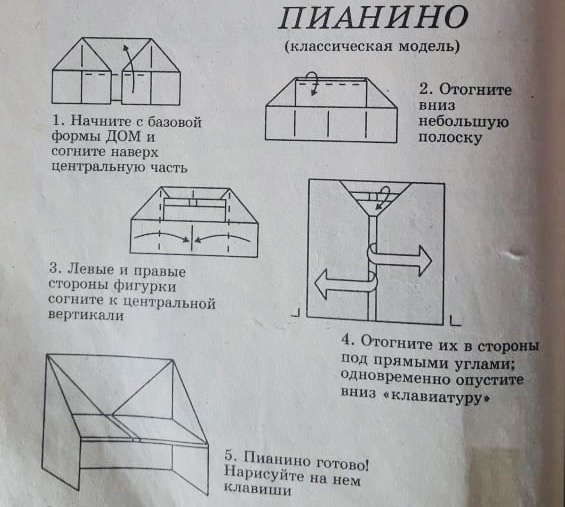 ПИАНИНО
(классическая модель)
1. Начните с базовой
формы ДОМ и
согните наверх
центральную часть
2. Отогните
вниз
небольшую
полоску
3. Левые и правые
стороны фигурки
согните к центральной
вертикали
4. Отогните их в стороны
под прямыми углами;
одновременно опустите
вниз «клавиатуру»
5. Пианино готово!
Нарисуйте на нем
клавиши